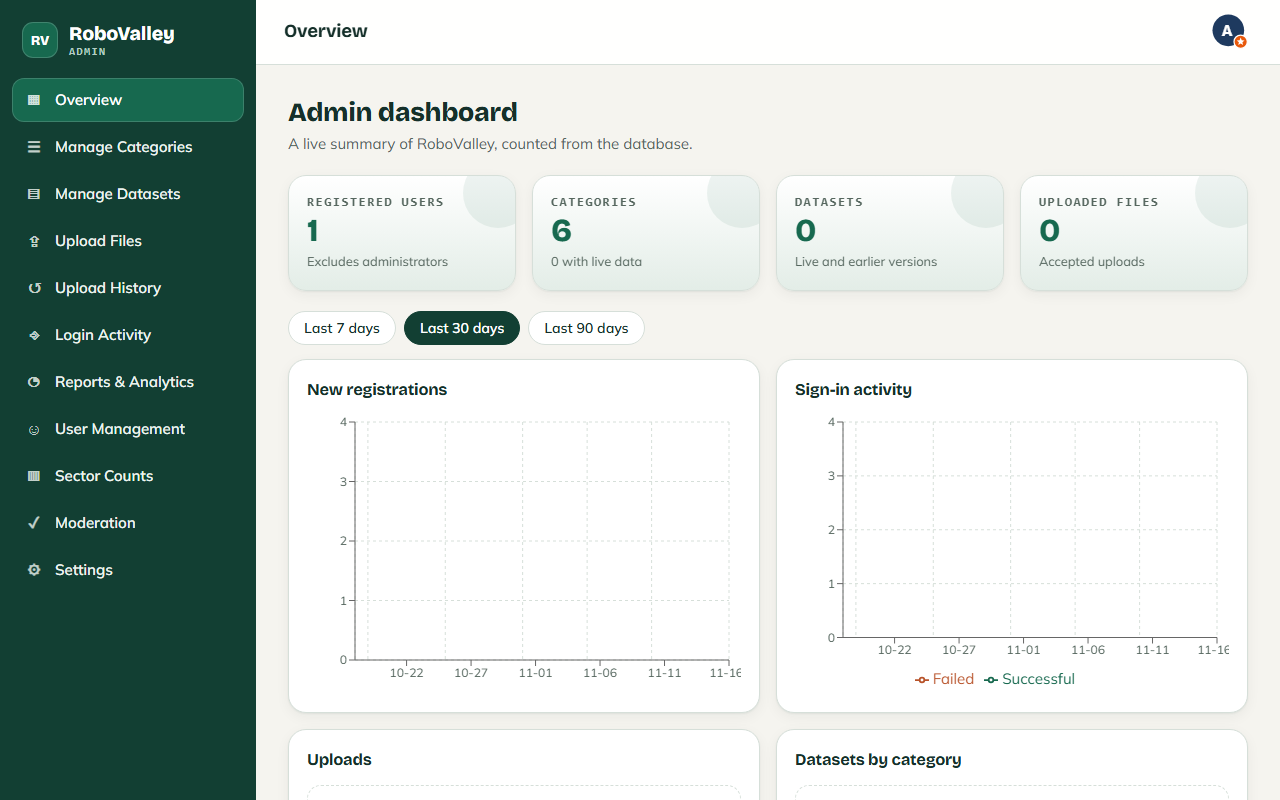 RV
RoboValley
ADMIN
Overview
Manage Categories
Manage Datasets
Upload Files
Upload History
Login Activity
Reports & Analytics
User Management
Sector Counts
Moderation
Settings
Overview
A
Admin dashboard
A live summary of RoboValley, counted from the database.
REGISTERED USERS
1
Excludes administrators
CATEGORIES
6
0 with live data
DATASETS
0
Live and earlier versions
UPLOADED FILES
0
Accepted uploads
Last 7 days
Last 30 days
Last 90 days
New registrations
4
3
2
1
0
10-22 10-27 11-01 11-06 11-11 11-16
Sign-in activity
4
3
2
1
0
10-22 10-27 11-01 11-06 11-11 11-16
Failed Successful
Uploads
Datasets by category